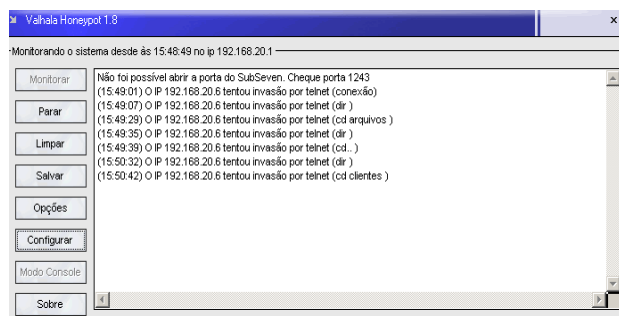 Valhala Honeypot 1.8
x
Monitorando o sistema desde às 15:48:49 no ip 192.168.20.1
Monitorar
Parar
Limpar
Salvar
Opções
Configurar
Modo Console
Sobre
Não foi possível abrir a porta do SubSeven. Cheque porta 1243
(15:49:01) O IP 192.168.20.6 tentou invasão por telnet (conexão)
(15:49:07) O IP 192.168.20.6 tentou invasão por telnet (dir )
(15:49:29) O IP 192.168.20.6 tentou invasão por telnet (cd arquivos )
(15:49:35) O IP 192.168.20.6 tentou invasão por telnet (dir )
(15:49:39) O IP 192.168.20.6 tentou invasão por telnet (cd.. )
(15:50:32) O IP 192.168.20.6 tentou invasão por telnet (dir )
(15:50:42) O IP 192.168.20.6 tentou invasão por telnet (cd clientes )